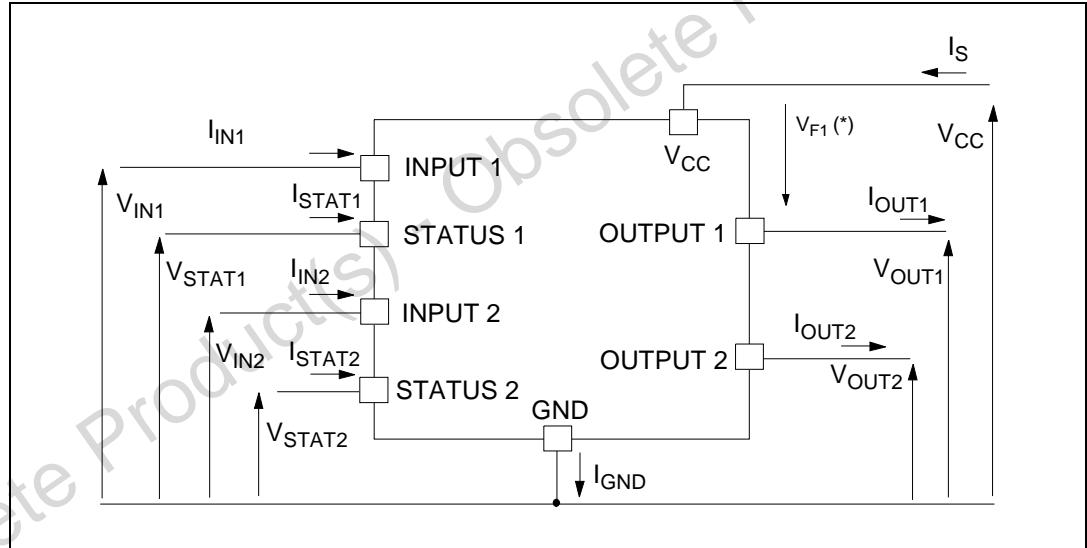 I_S
V_F1 (*)
V_CC
I_IN1
V_CC
INPUT 1
V_IN1
I_STAT1
I_OUT1
STATUS 1
OUTPUT 1
V_STAT1
V_OUT1
I_IN2
INPUT 2
V_IN2
I_OUT2
I_STAT2
OUTPUT 2
V_OUT2
STATUS 2
GND
V_STAT2
I_GND
ete Product(s) - Obsolete